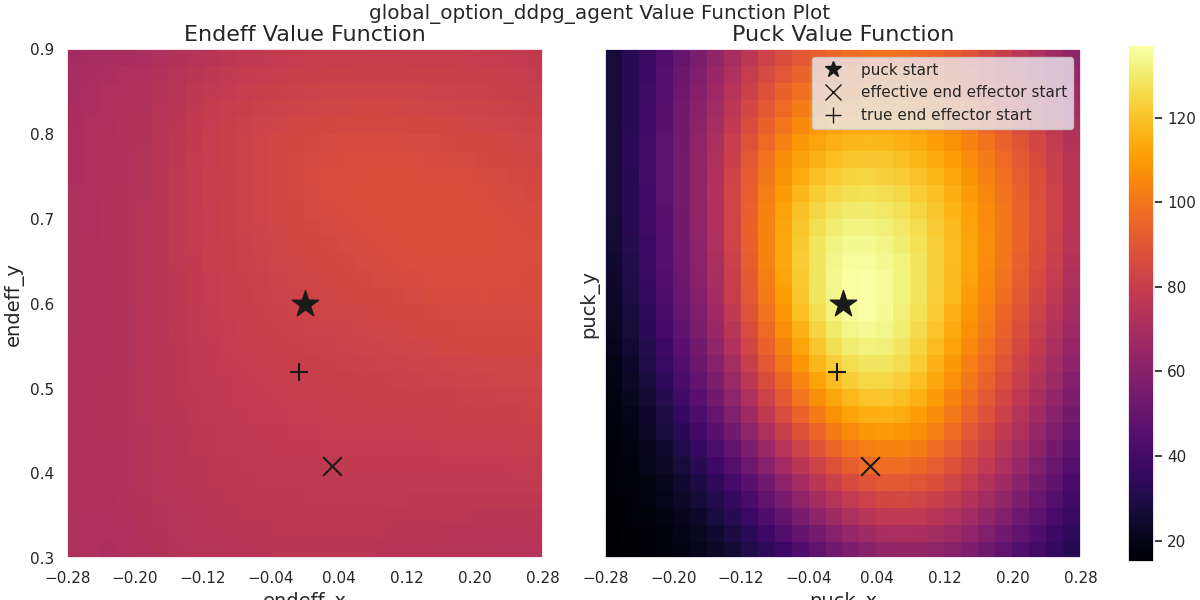 global_option_ddpg_agent Value Function Plot
Endeff Value Function
Puck Value Function
puck start
effective end effector start
true end effector start
endeff_y
0.9
0.8
0.7
0.6
0.5
0.4
0.3
−0.28 −0.20 −0.12 −0.04 0.04 0.12 0.20 0.28
endeff_x
puck_y
−0.28 −0.20 −0.12 −0.04 0.04 0.12 0.20 0.28
puck_x
120
100
80
60
40
20